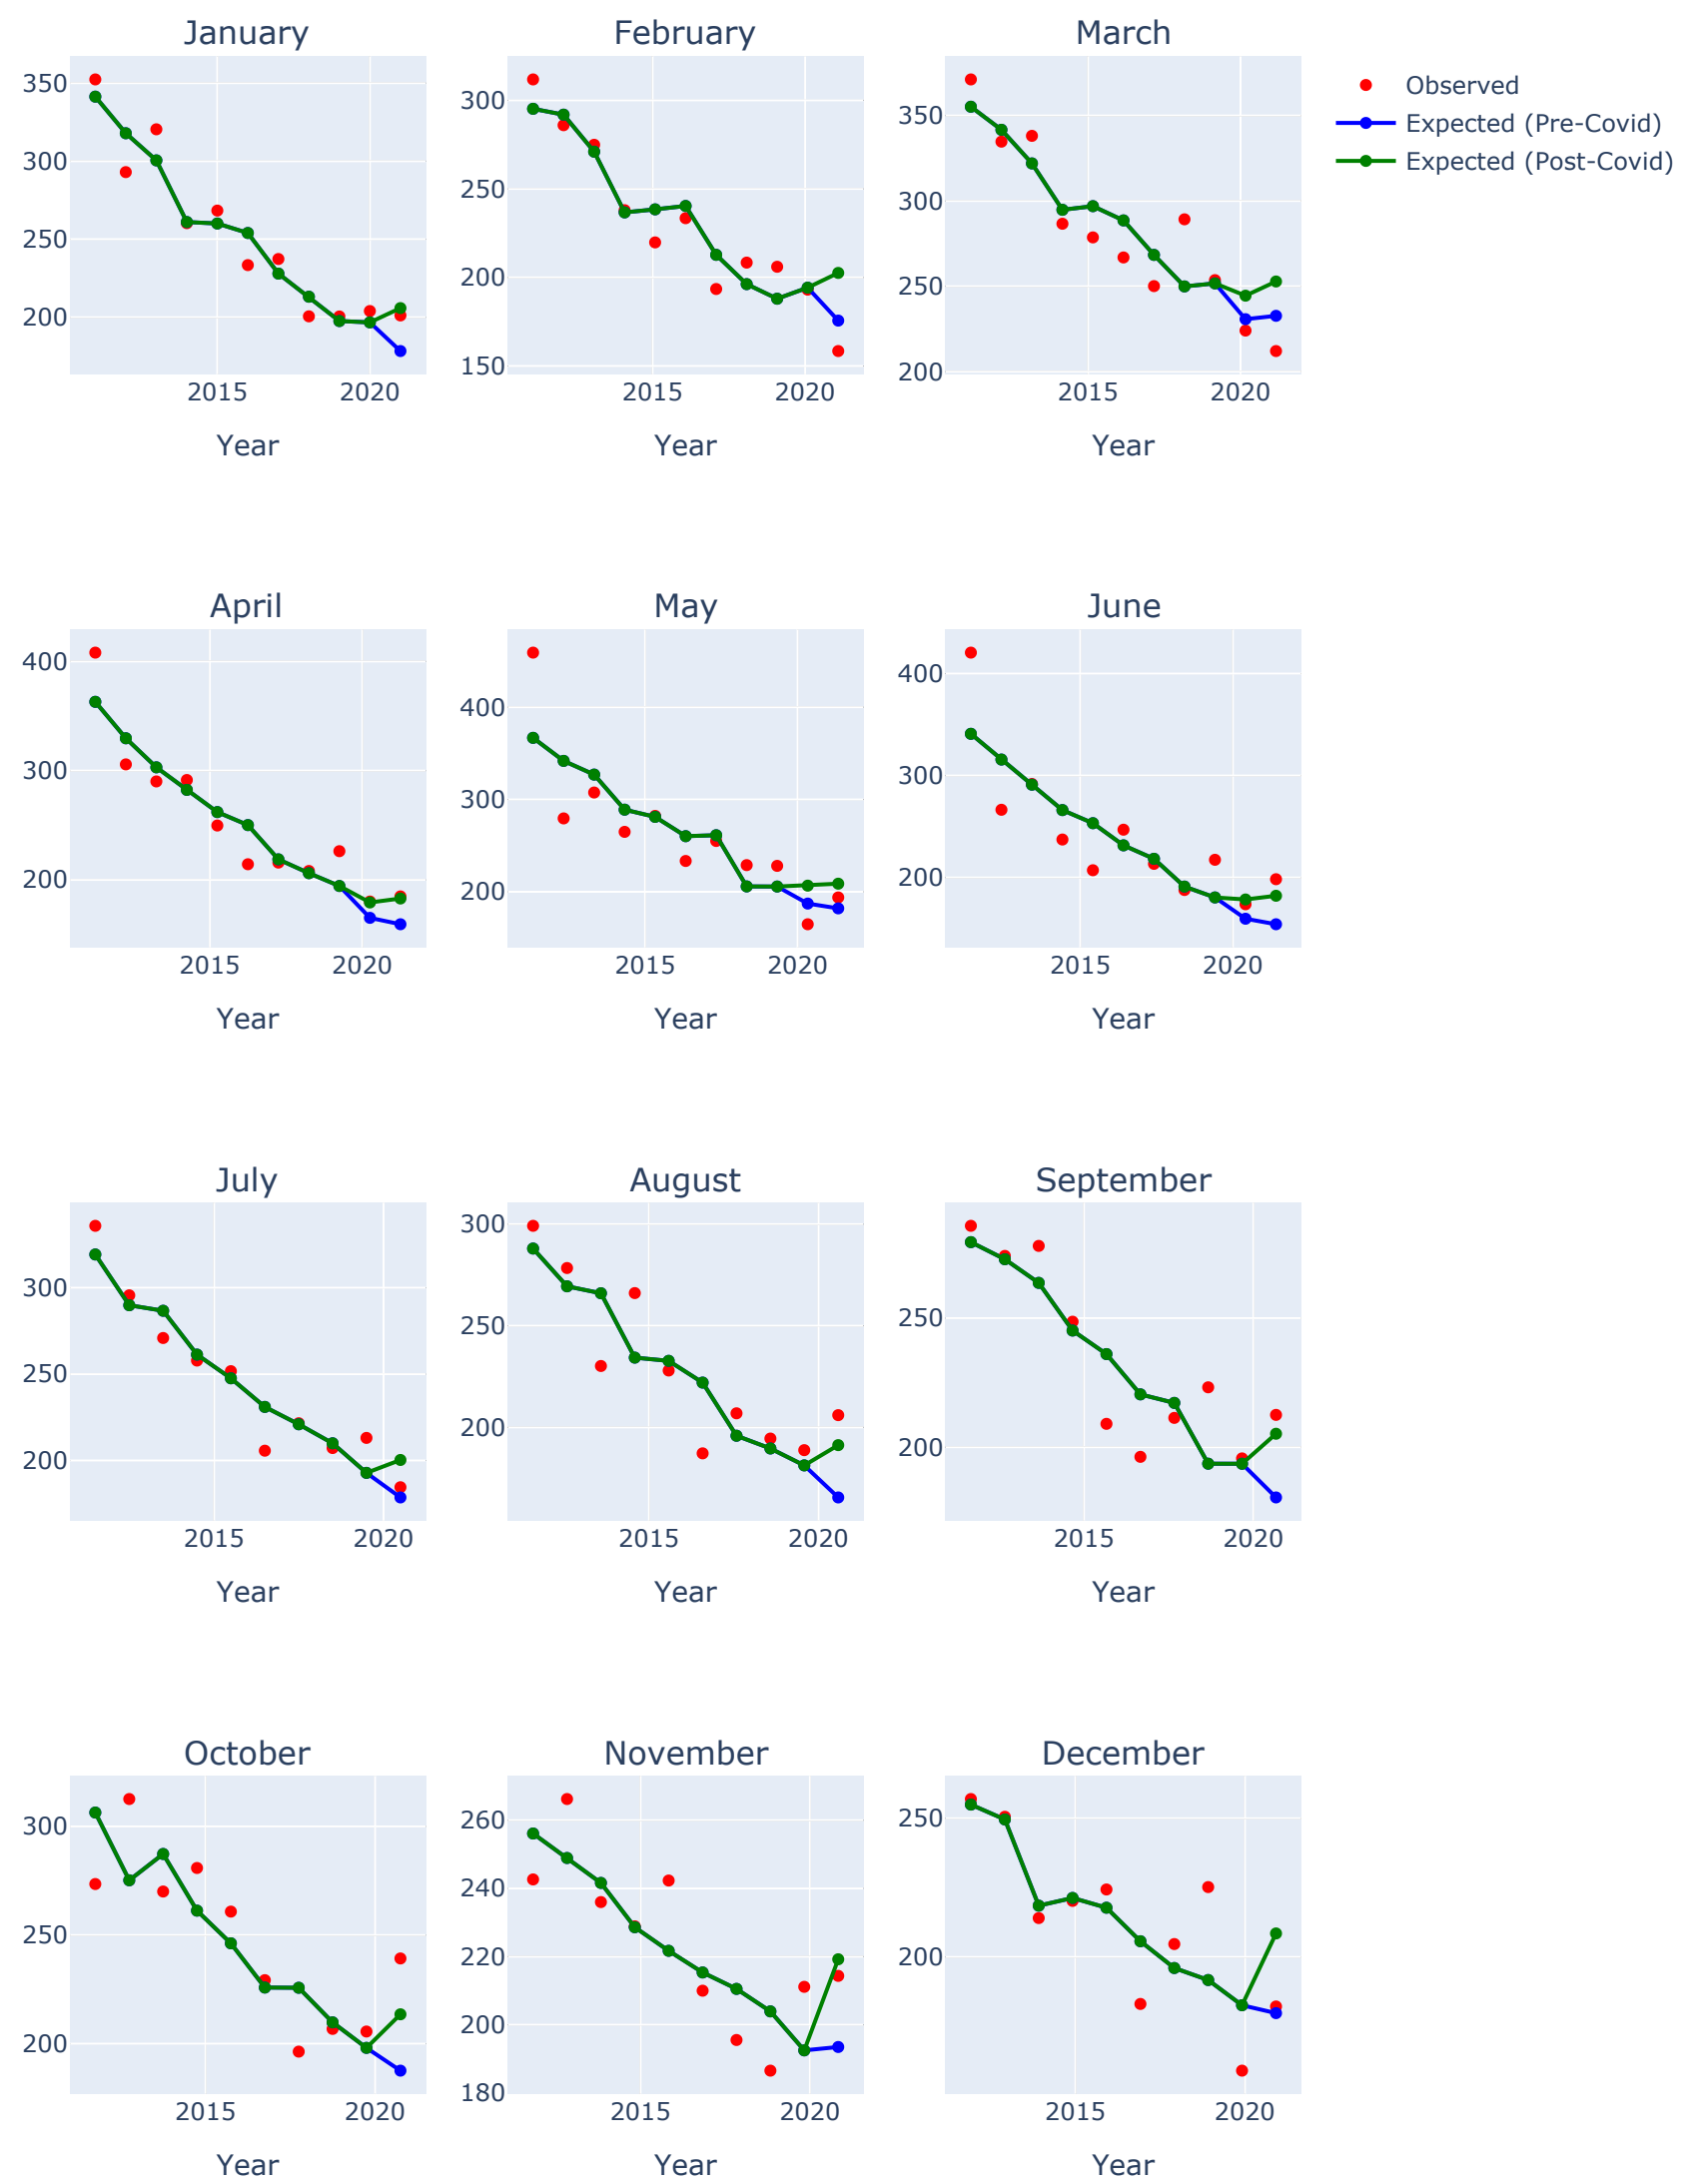 January February March
350
300
250
200
2015 2020
Year
300
250
200
150
2015 2020
Year
350
300
250
200
2015 2020
Year
Observed
Expected (Pre-Covid)
Expected (Post-Covid)
April May June
400
300
200
2015 2020
Year
400
300
200
2015 2020
Year
400
300
200
2015 2020
Year
July August September
300
250
200
2015 2020
Year
300
250
200
2015 2020
Year
250
200
2015 2020
Year
October November December
300
250
200
2015 2020
Year
260
240
220
200
180
2015 2020
Year
250
200
2015 2020
Year